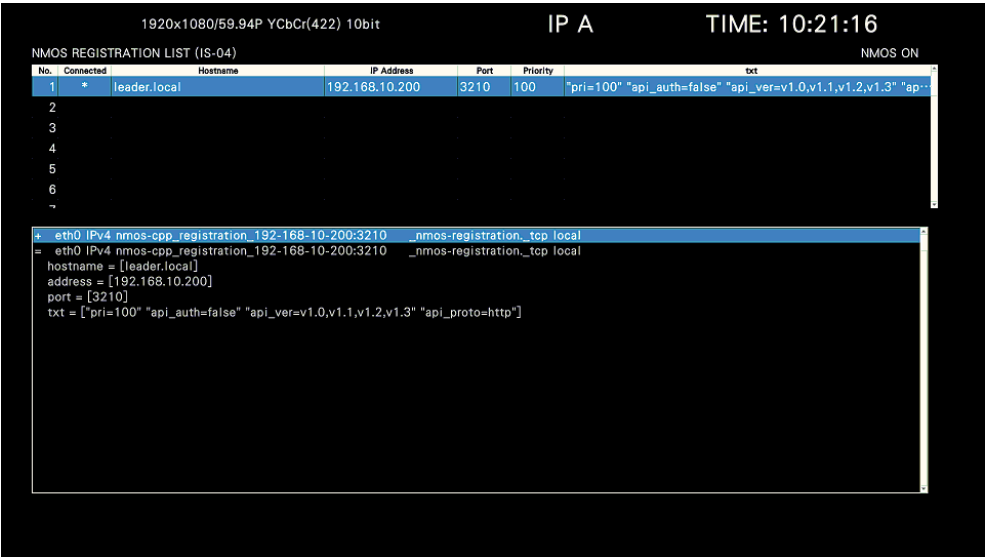 1920x1080/59.94P YCbCr(422) 10bit IP A TIME: 10:21:16
NMOS REGISTRATION LIST (IS-04) NMOS ON
No. Connected Hostname IP Address Port Priority txt
1 * leader.local 192.168.10.200 3210 100 "pri=100" "api_auth=false" "api_ver=v1.0,v1.1,v1.2,v1.3" "ap···
2
3
4
5
6
+ eth0 IPv4 nmos-cpp_registration_192-168-10-200:3210 _nmos-registration._tcp local
= eth0 IPv4 nmos-cpp_registration_192-168-10-200:3210 _nmos-registration._tcp local
hostname = [leader.local]
address = [192.168.10.200]
port = [3210]
txt = ["pri=100" "api_auth=false" "api_ver=v1.0,v1.1,v1.2,v1.3" "api_proto=http"]